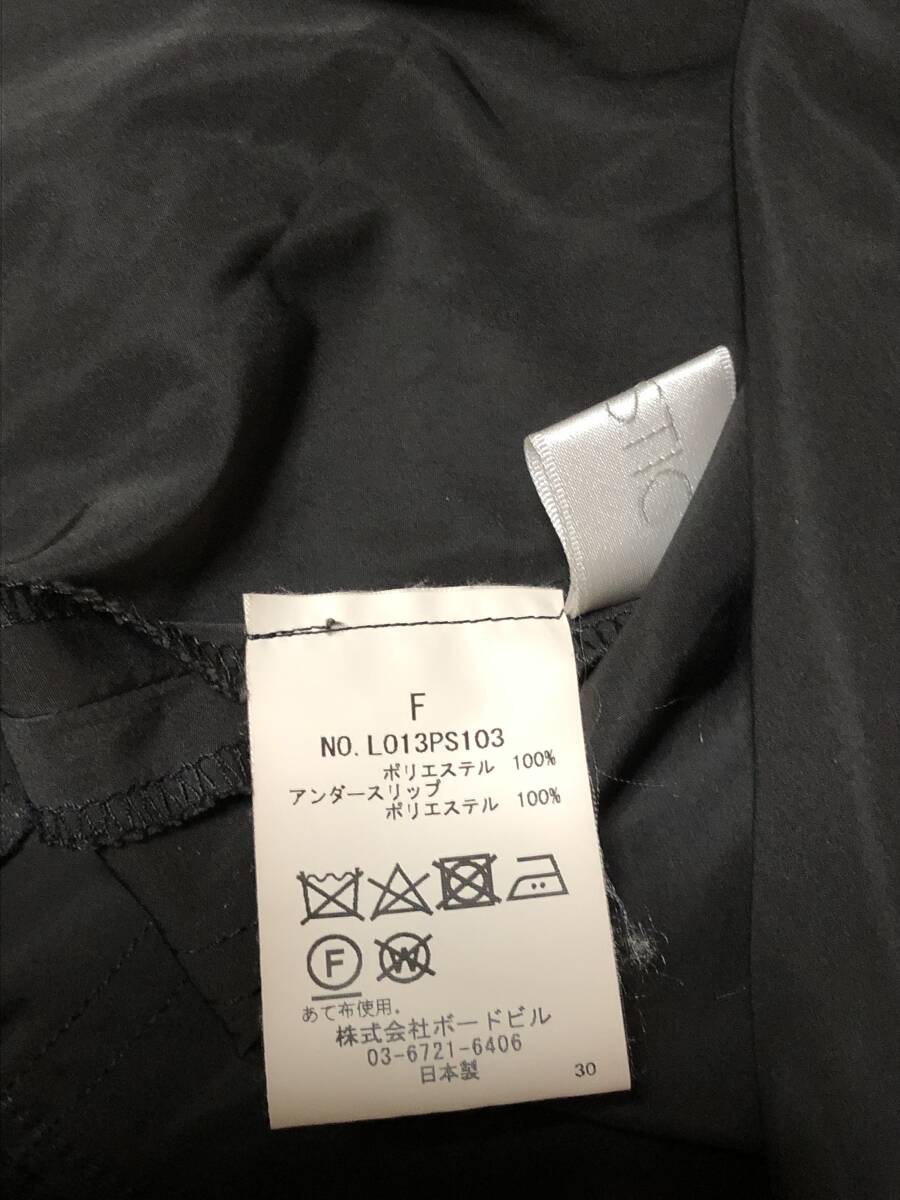 STIC
F
NO. L013PS103
ポリエステル 100%
アンダースリップ
ポリエステル 100%
F W
あて布使用.
株式会社ボードビル
03-6721-6406
日本製 30